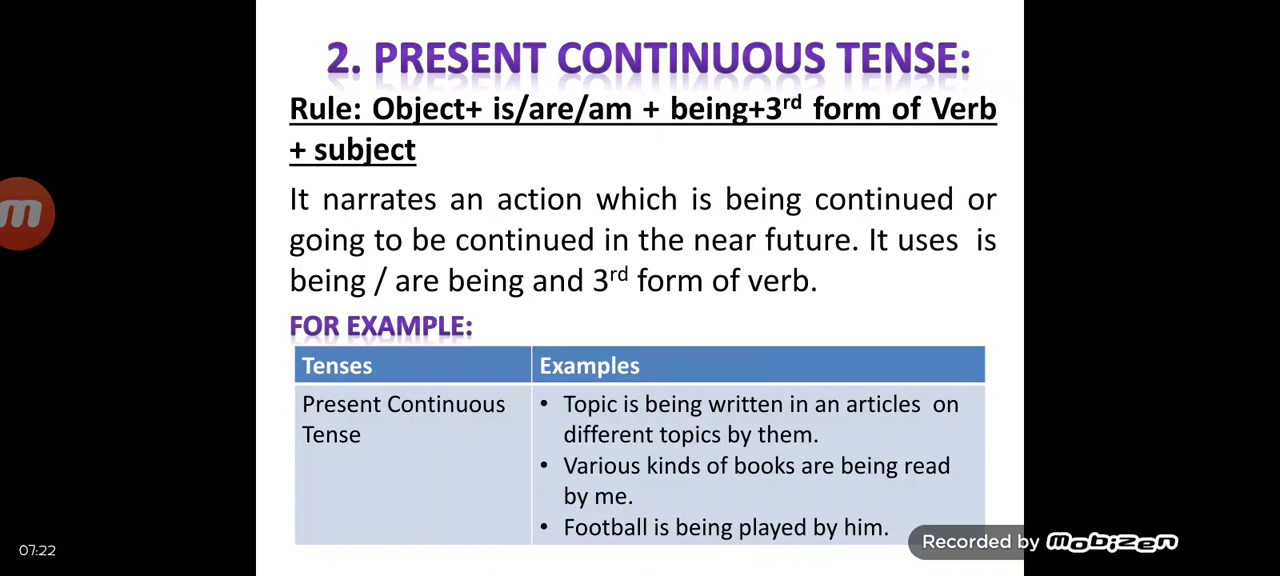 2. PRESENT CONTINUOUS TENSE:
Rule: Object+ is/are/am + being+3rd form of Verb
+ subject
It narrates an action which is being continued or
going to be continued in the near future. It uses is
being / are being and 3rd form of verb.
FOR EXAMPLE:
Tenses
Examples
Present Continuous
Tense
• Topic is being written in an articles on
different topics by them.
• Various kinds of books are being read
by me.
• Football is being played by him.
07:22
Recorded by mobizen